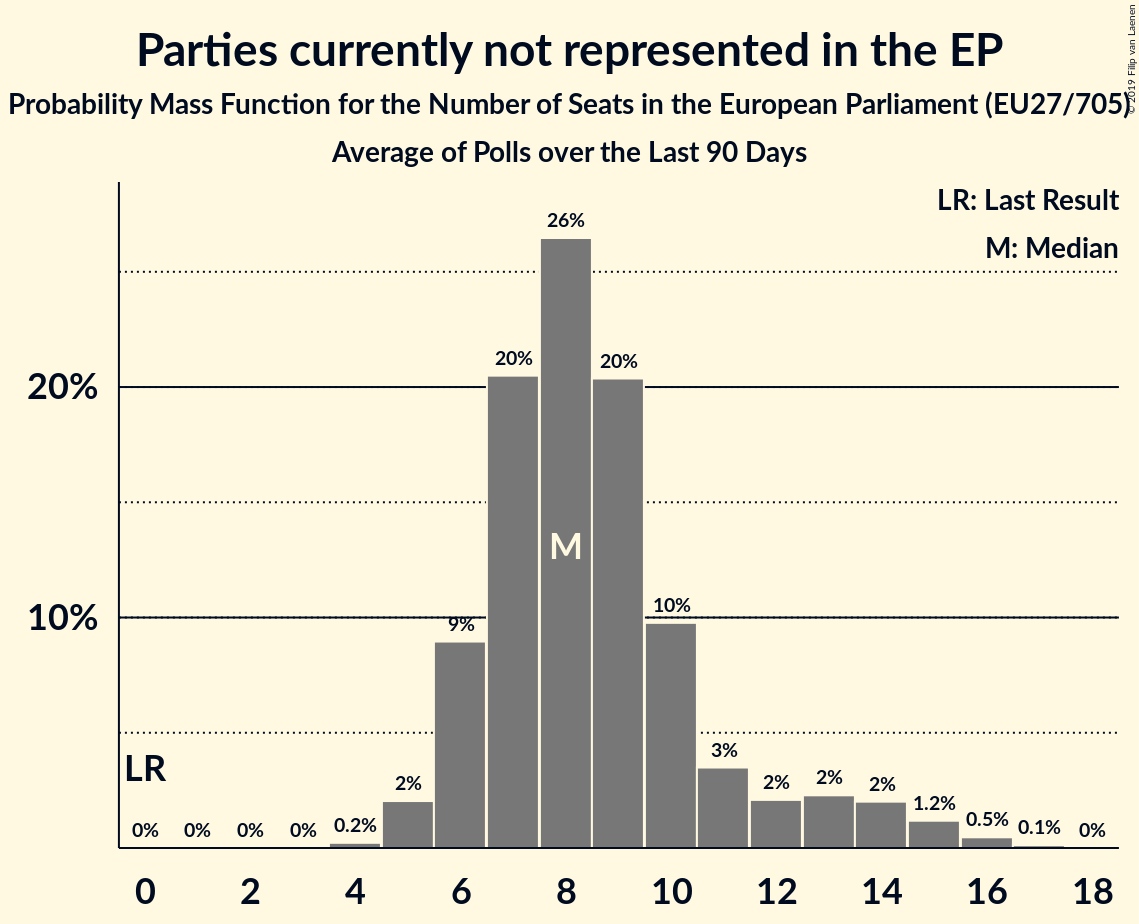 Parties currently not represented in the EP
Probability Mass Function for the Number of Seats in the European Parliament (EU27/705)
Average of Polls over the Last 90 Days
© 2019 Filip van Laenen
LR: Last Result
M: Median
26%
20%
20%
20%
M
10%
10%
9%
LR
3%
2%
2%
2%
2%
1.2%
0.5%
0.2%
0.1%
0%
0%
0%
0%
0%
0 2 4 6 8 10 12 14 16 18